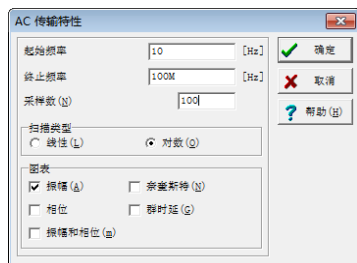 AC 传输特性
起始频率 10 [Hz] 确定
终止频率 100M [Hz] 取消
采样数(N) 100 帮助(H)
扫描类型
线性(L) 对数(O)
图表
振幅(A) 奈奎斯特(N)
相位 群时延(G)
振幅和相位(m)